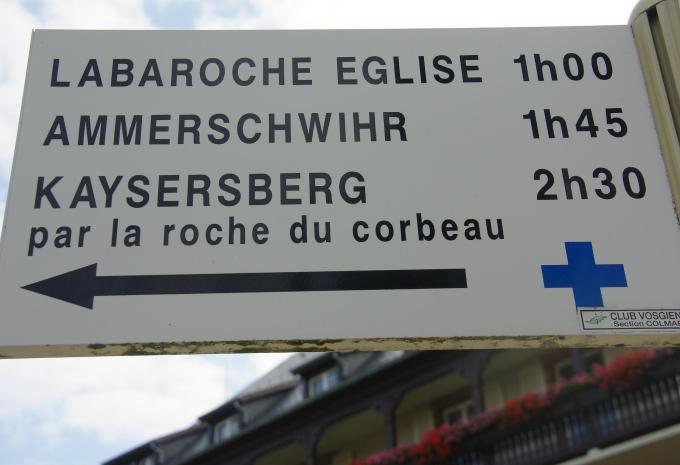 LABAROCHE EGLISE 1h00
AMMERSCHWIHR 1h45
KAYSERSBERG 2h30
par la roche du corbeau
CLUB VOSGIEN
Section COLMAR